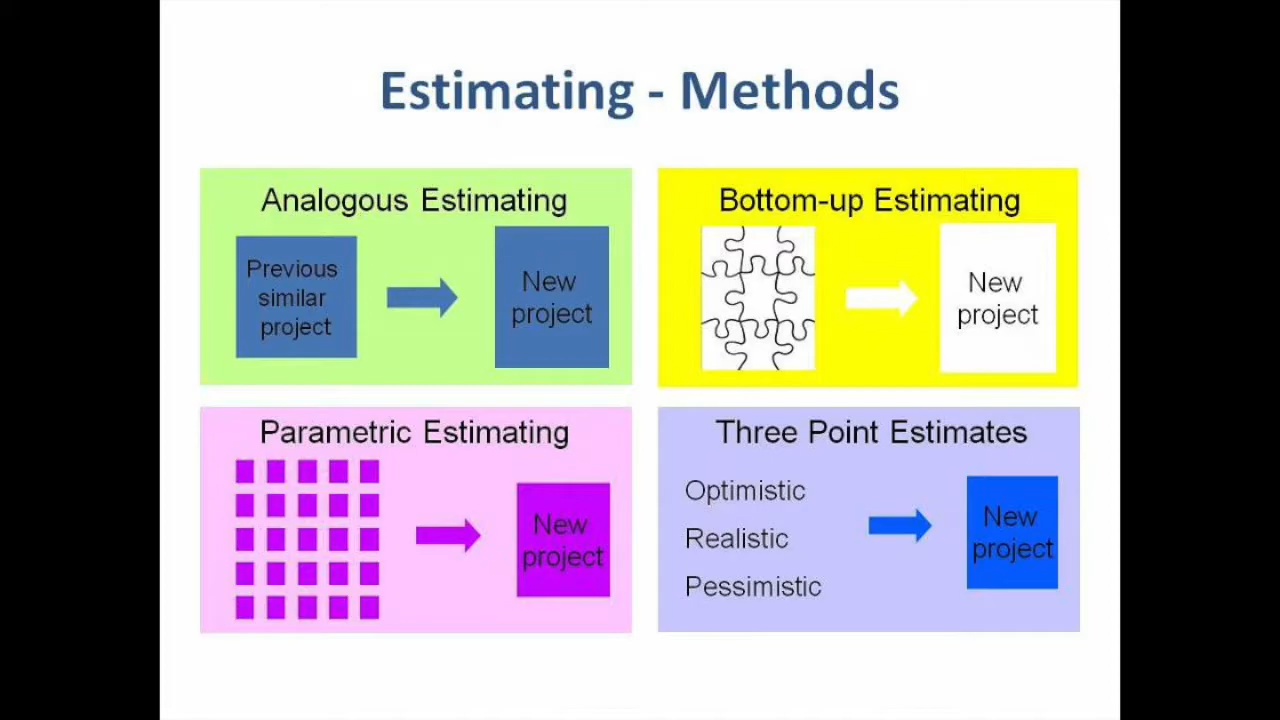 Estimating - Methods
Analogous Estimating
Previous
similar
project
New
project
Bottom-up Estimating
New
project
Parametric Estimating
New
project
Three Point Estimates
Optimistic
Realistic
Pessimistic
New
project